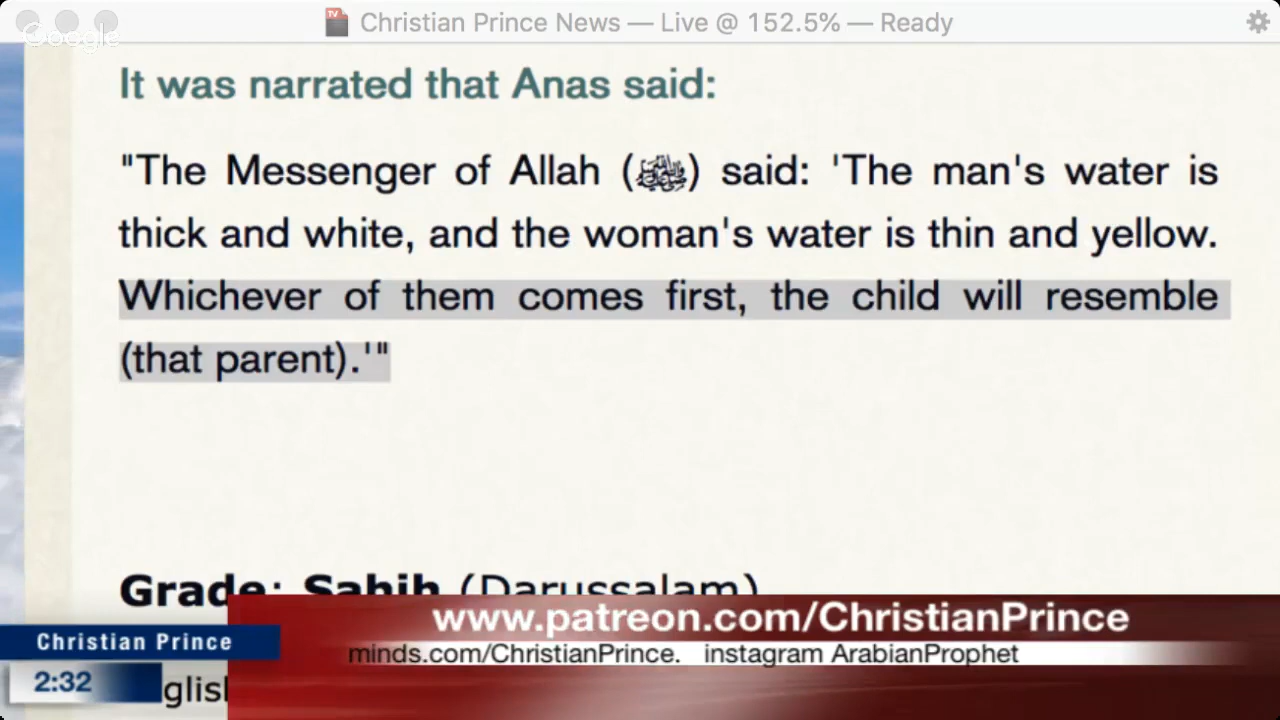 Christian Prince News — Live @ 152.5% — Ready
Google
It was narrated that Anas said:
"The Messenger of Allah (ﷺ) said: 'The man's water is
thick and white, and the woman's water is thin and yellow.
Whichever of them comes first, the child will resemble
(that parent).'"
Grade: Sahih (Darussalam)
www.patreon.com/ChristianPrince
Christian Prince
minds.com/ChristianPrince. instagram ArabianProphet
2:32
glish